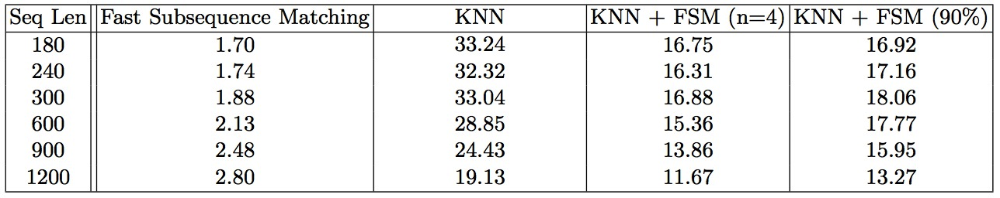 Seq Len Fast Subsequence Matching KNN KNN + FSM (n=4) KNN + FSM (90%)
180 1.70 33.24 16.75 16.92
240 1.74 32.32 16.31 17.16
300 1.88 33.04 16.88 18.06
600 2.13 28.85 15.36 17.77
900 2.48 24.43 13.86 15.95
1200 2.80 19.13 11.67 13.27